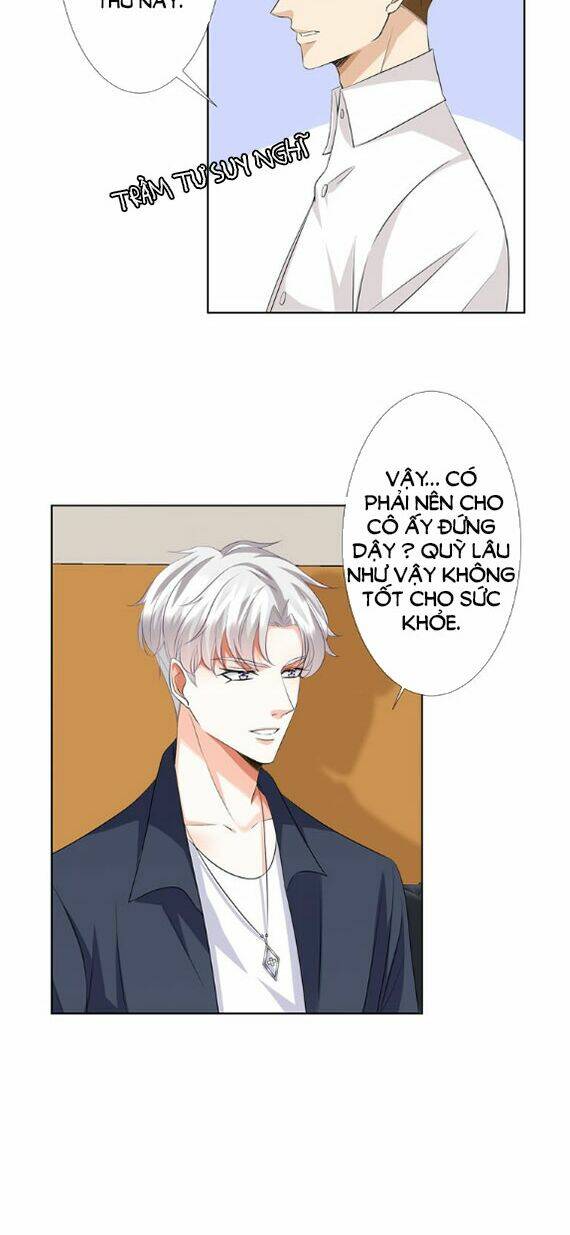 THỨ NÀY.
TRẦM TƯ SUY NGHĨ
VẬY... CÓ
PHẢI NÊN CHO
CÔ ẤY ĐỨNG
DẬY ? QUỲ LÂU
NHƯ VẬY KHÔNG
TỐT CHO SỨC
KHỎE.